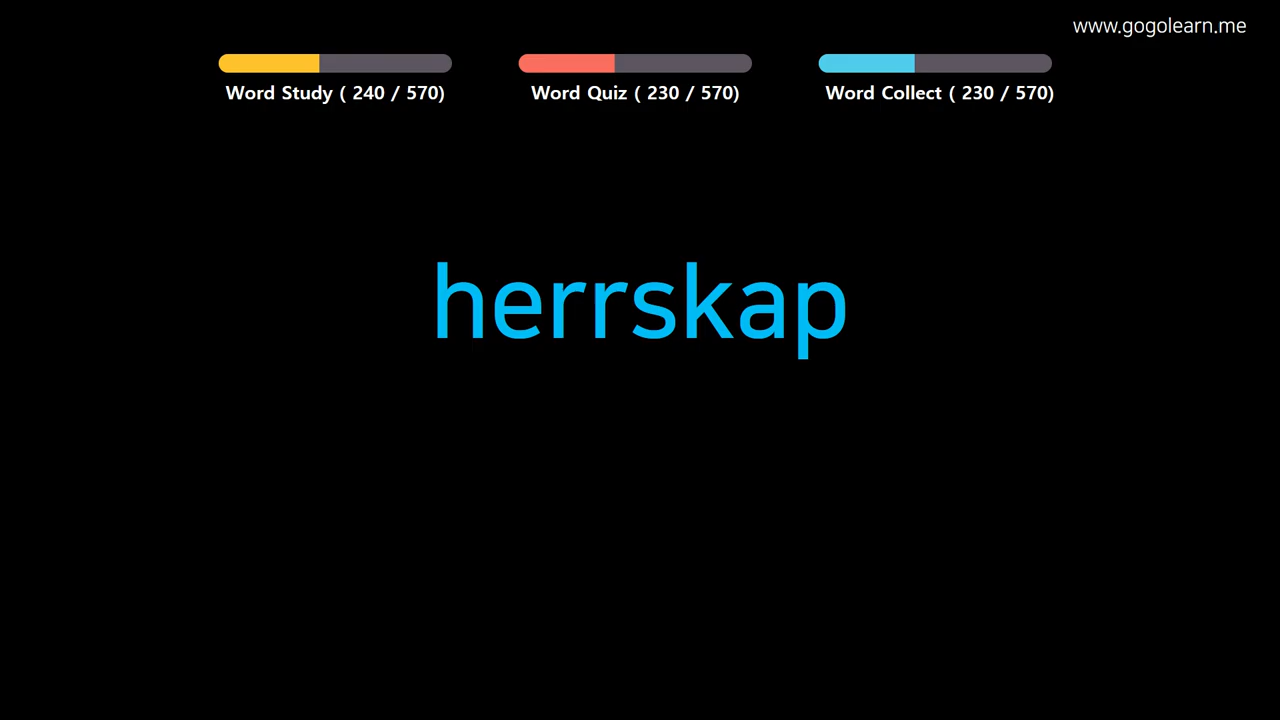 www.gogolearn.me
Word Study ( 240 / 570)
Word Quiz ( 230 / 570)
Word Collect ( 230 / 570)
herrskap